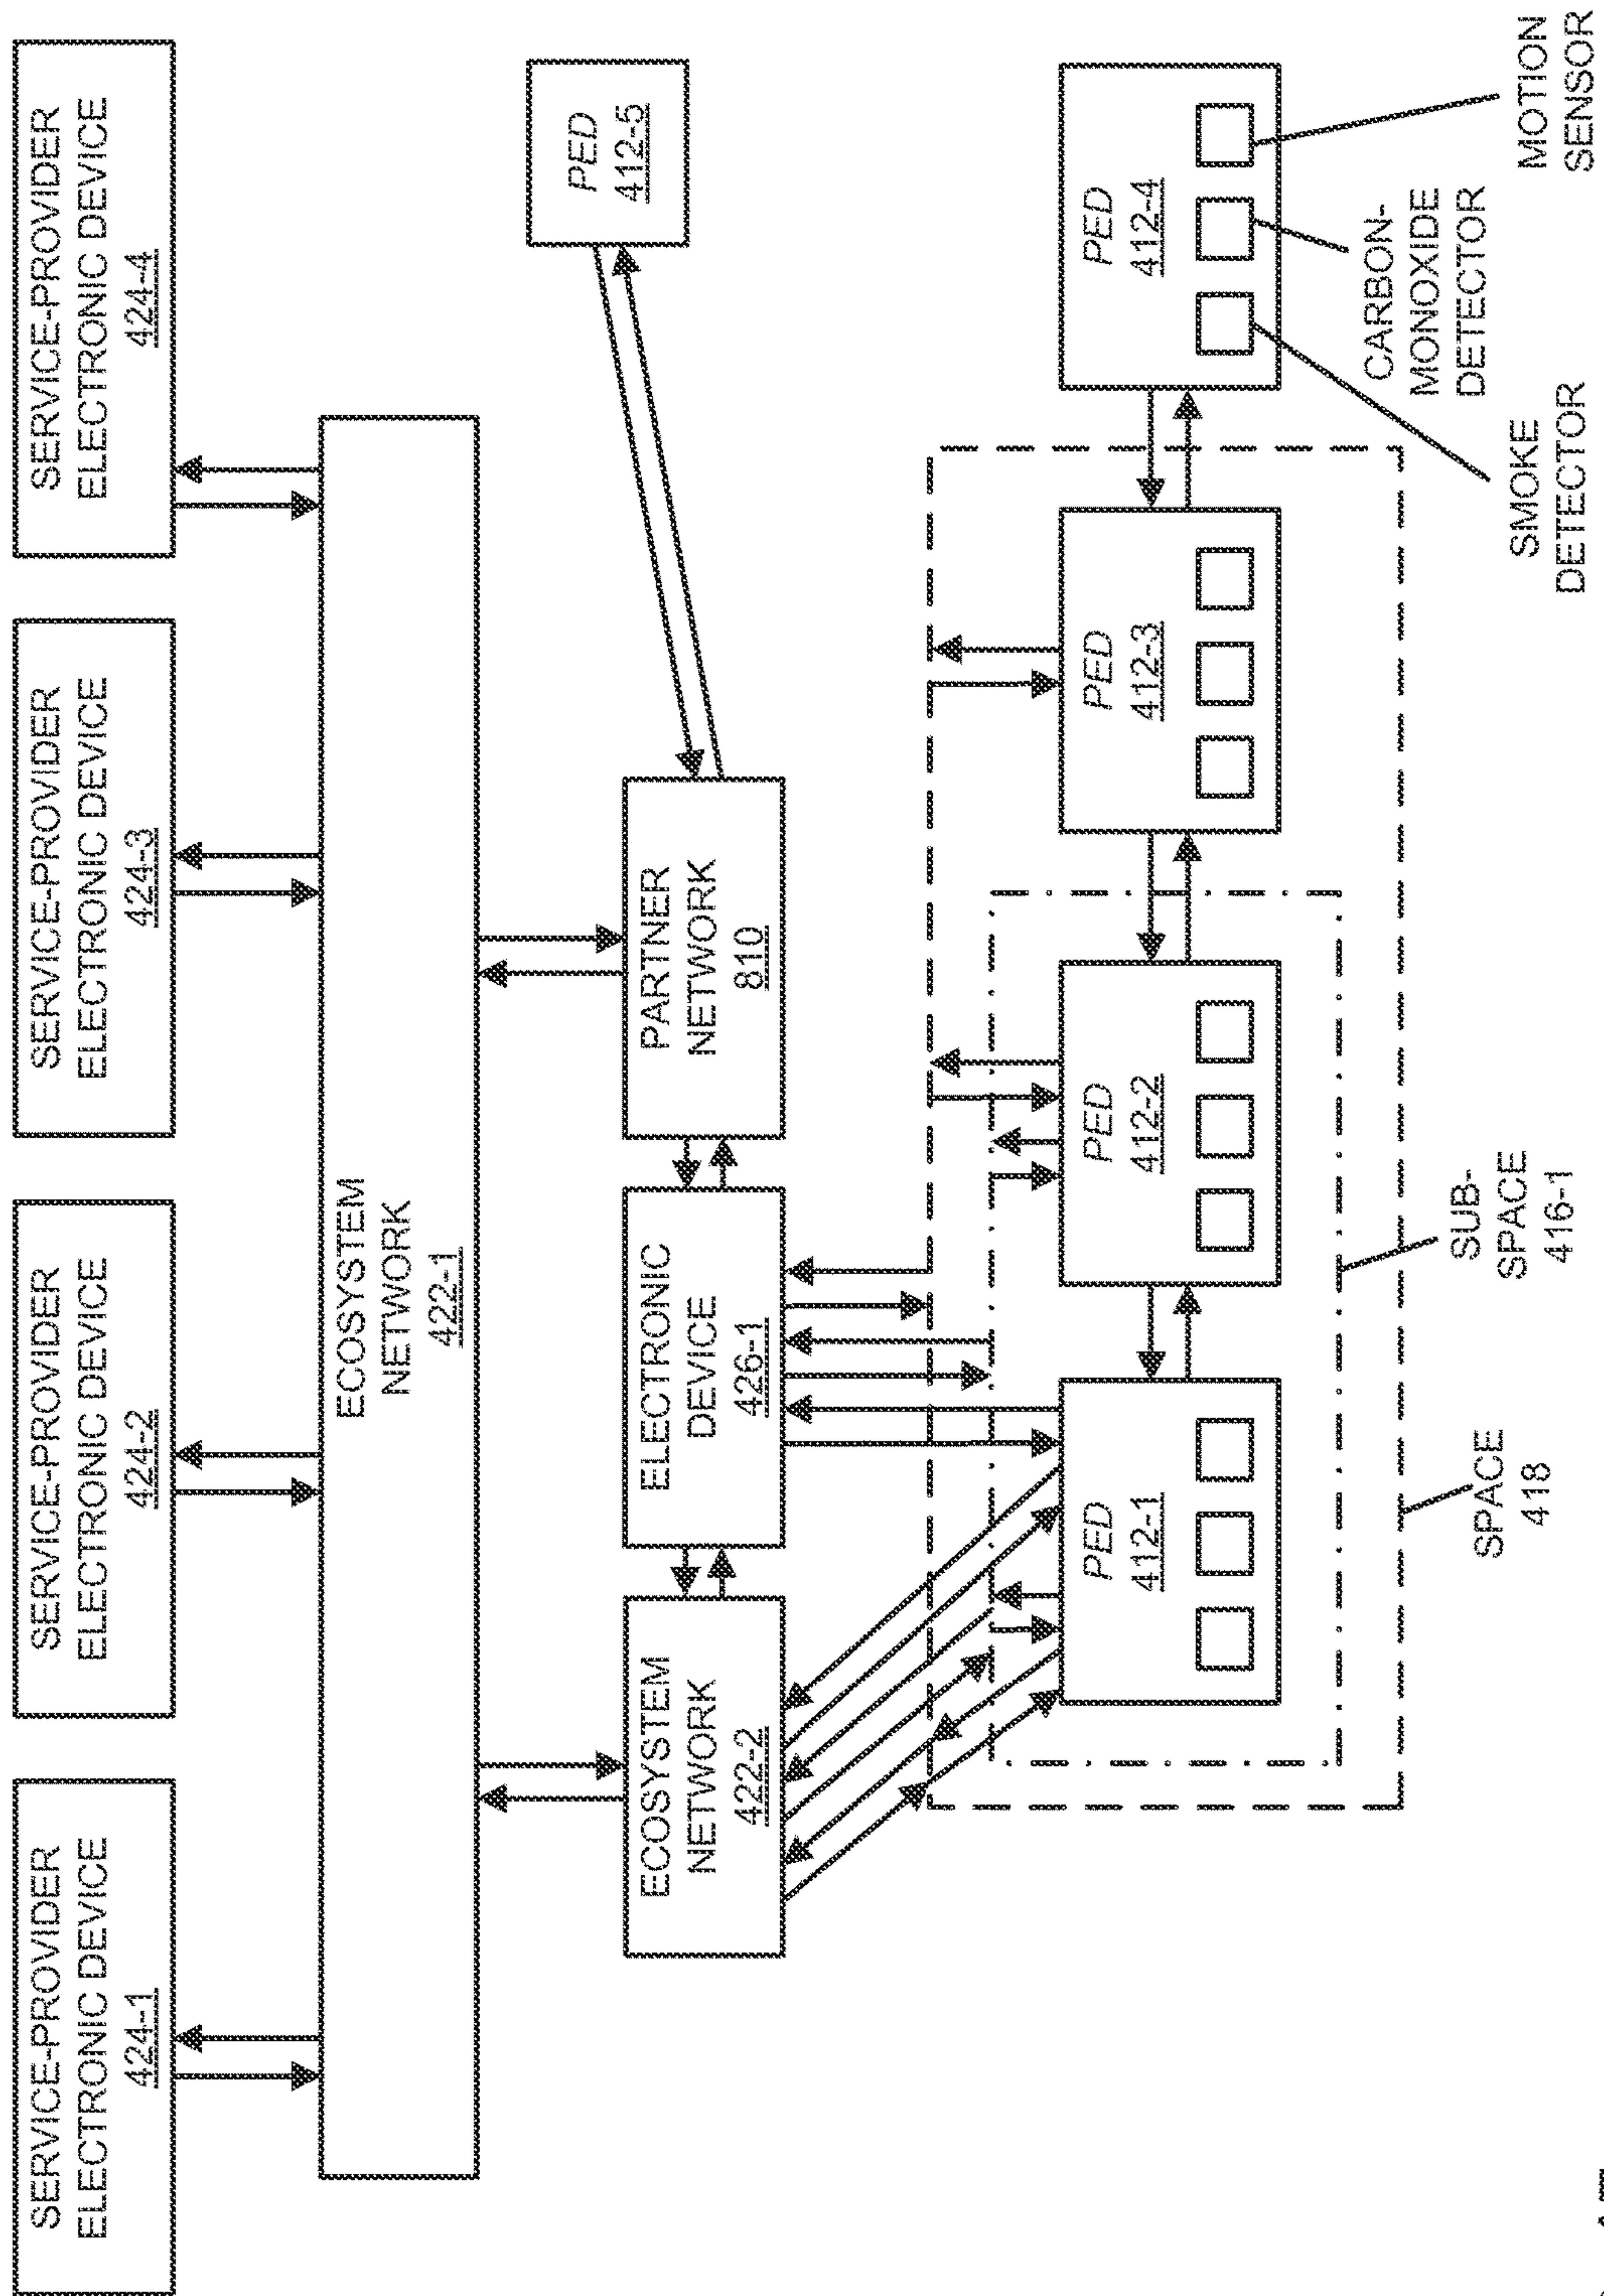 SERVICE-PROVIDER
ELECTRONIC DEVICE
424-1
SERVICE-PROVIDER
ELECTRONIC DEVICE
424-2
SERVICE-PROVIDER
ELECTRONIC DEVICE
424-3
SERVICE-PROVIDER
ELECTRONIC DEVICE
424-4
ECOSYSTEM
NETWORK
422-1
ECOSYSTEM
NETWORK
422-2
ELECTRONIC
DEVICE
426-1
PARTNER
NETWORK
810
PED
412-5
PED
412-1
PED
412-2
PED
412-3
PED
412-4
SPACE
418
SUB-
SPACE
416-1
SMOKE
DETECTOR
CARBON-
MONOXIDE
DETECTOR
MOTION
SENSOR